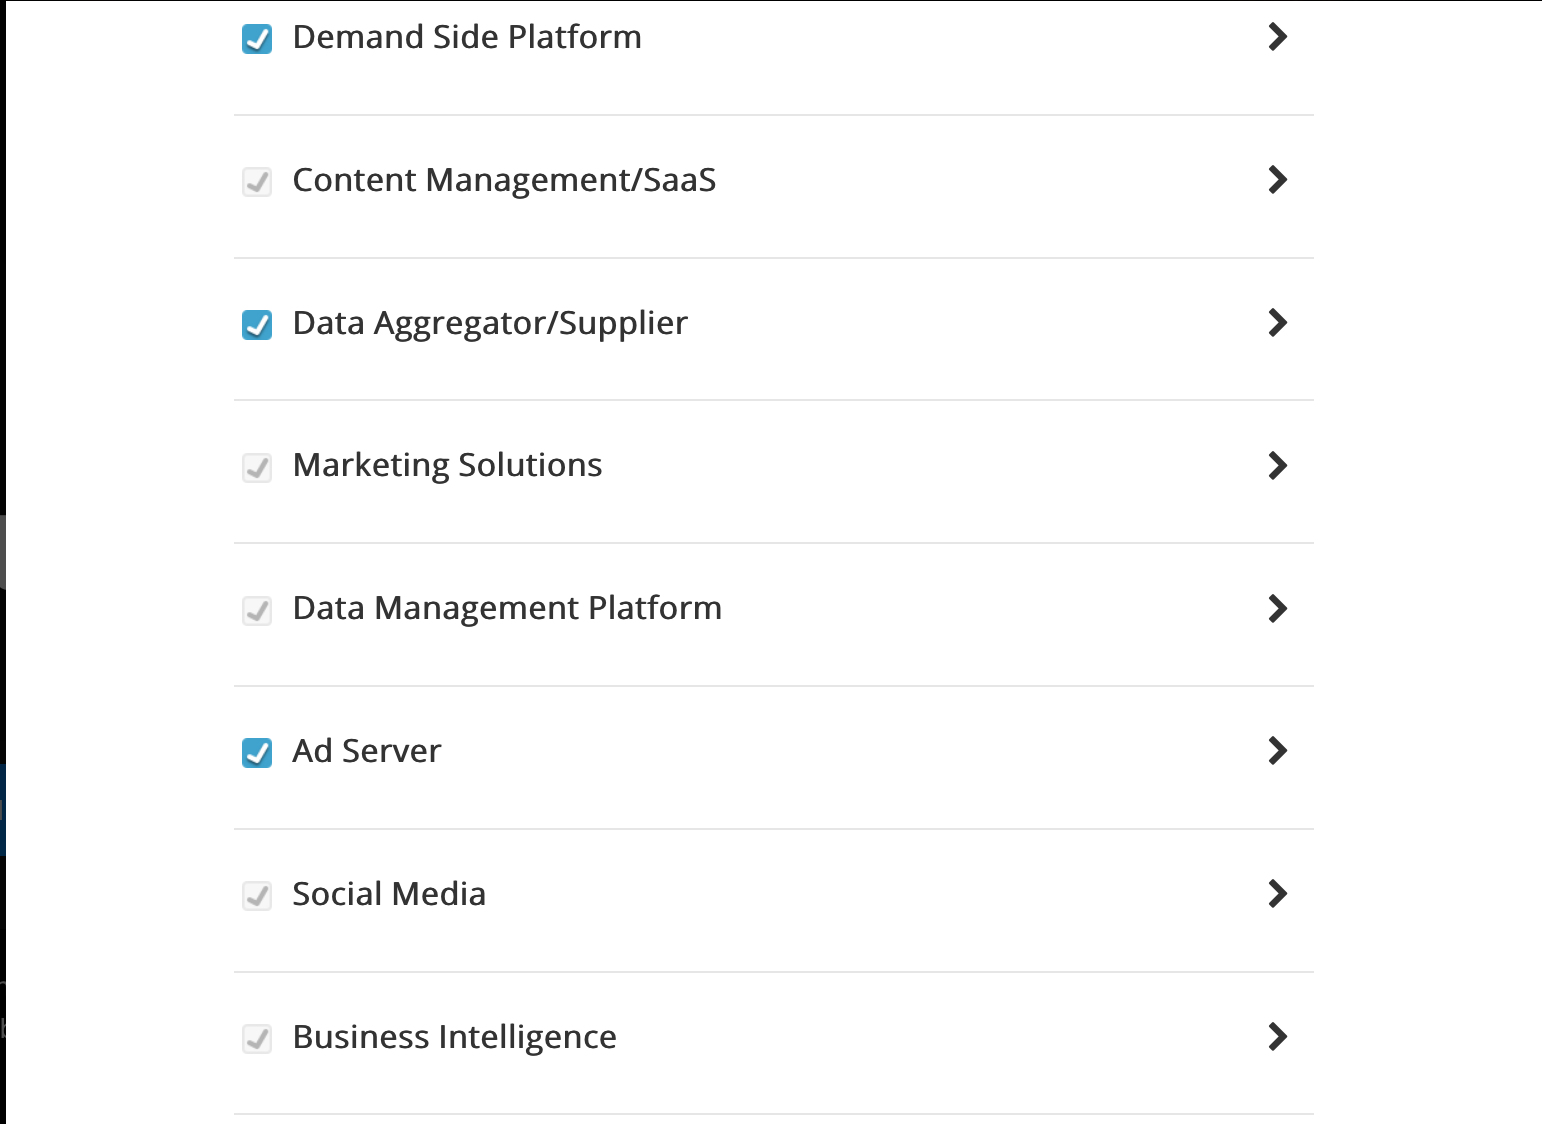 Demand Side Platform
Content Management/SaaS
Data Aggregator/Supplier
Marketing Solutions
Data Management Platform
Ad Server
Social Media
Business Intelligence